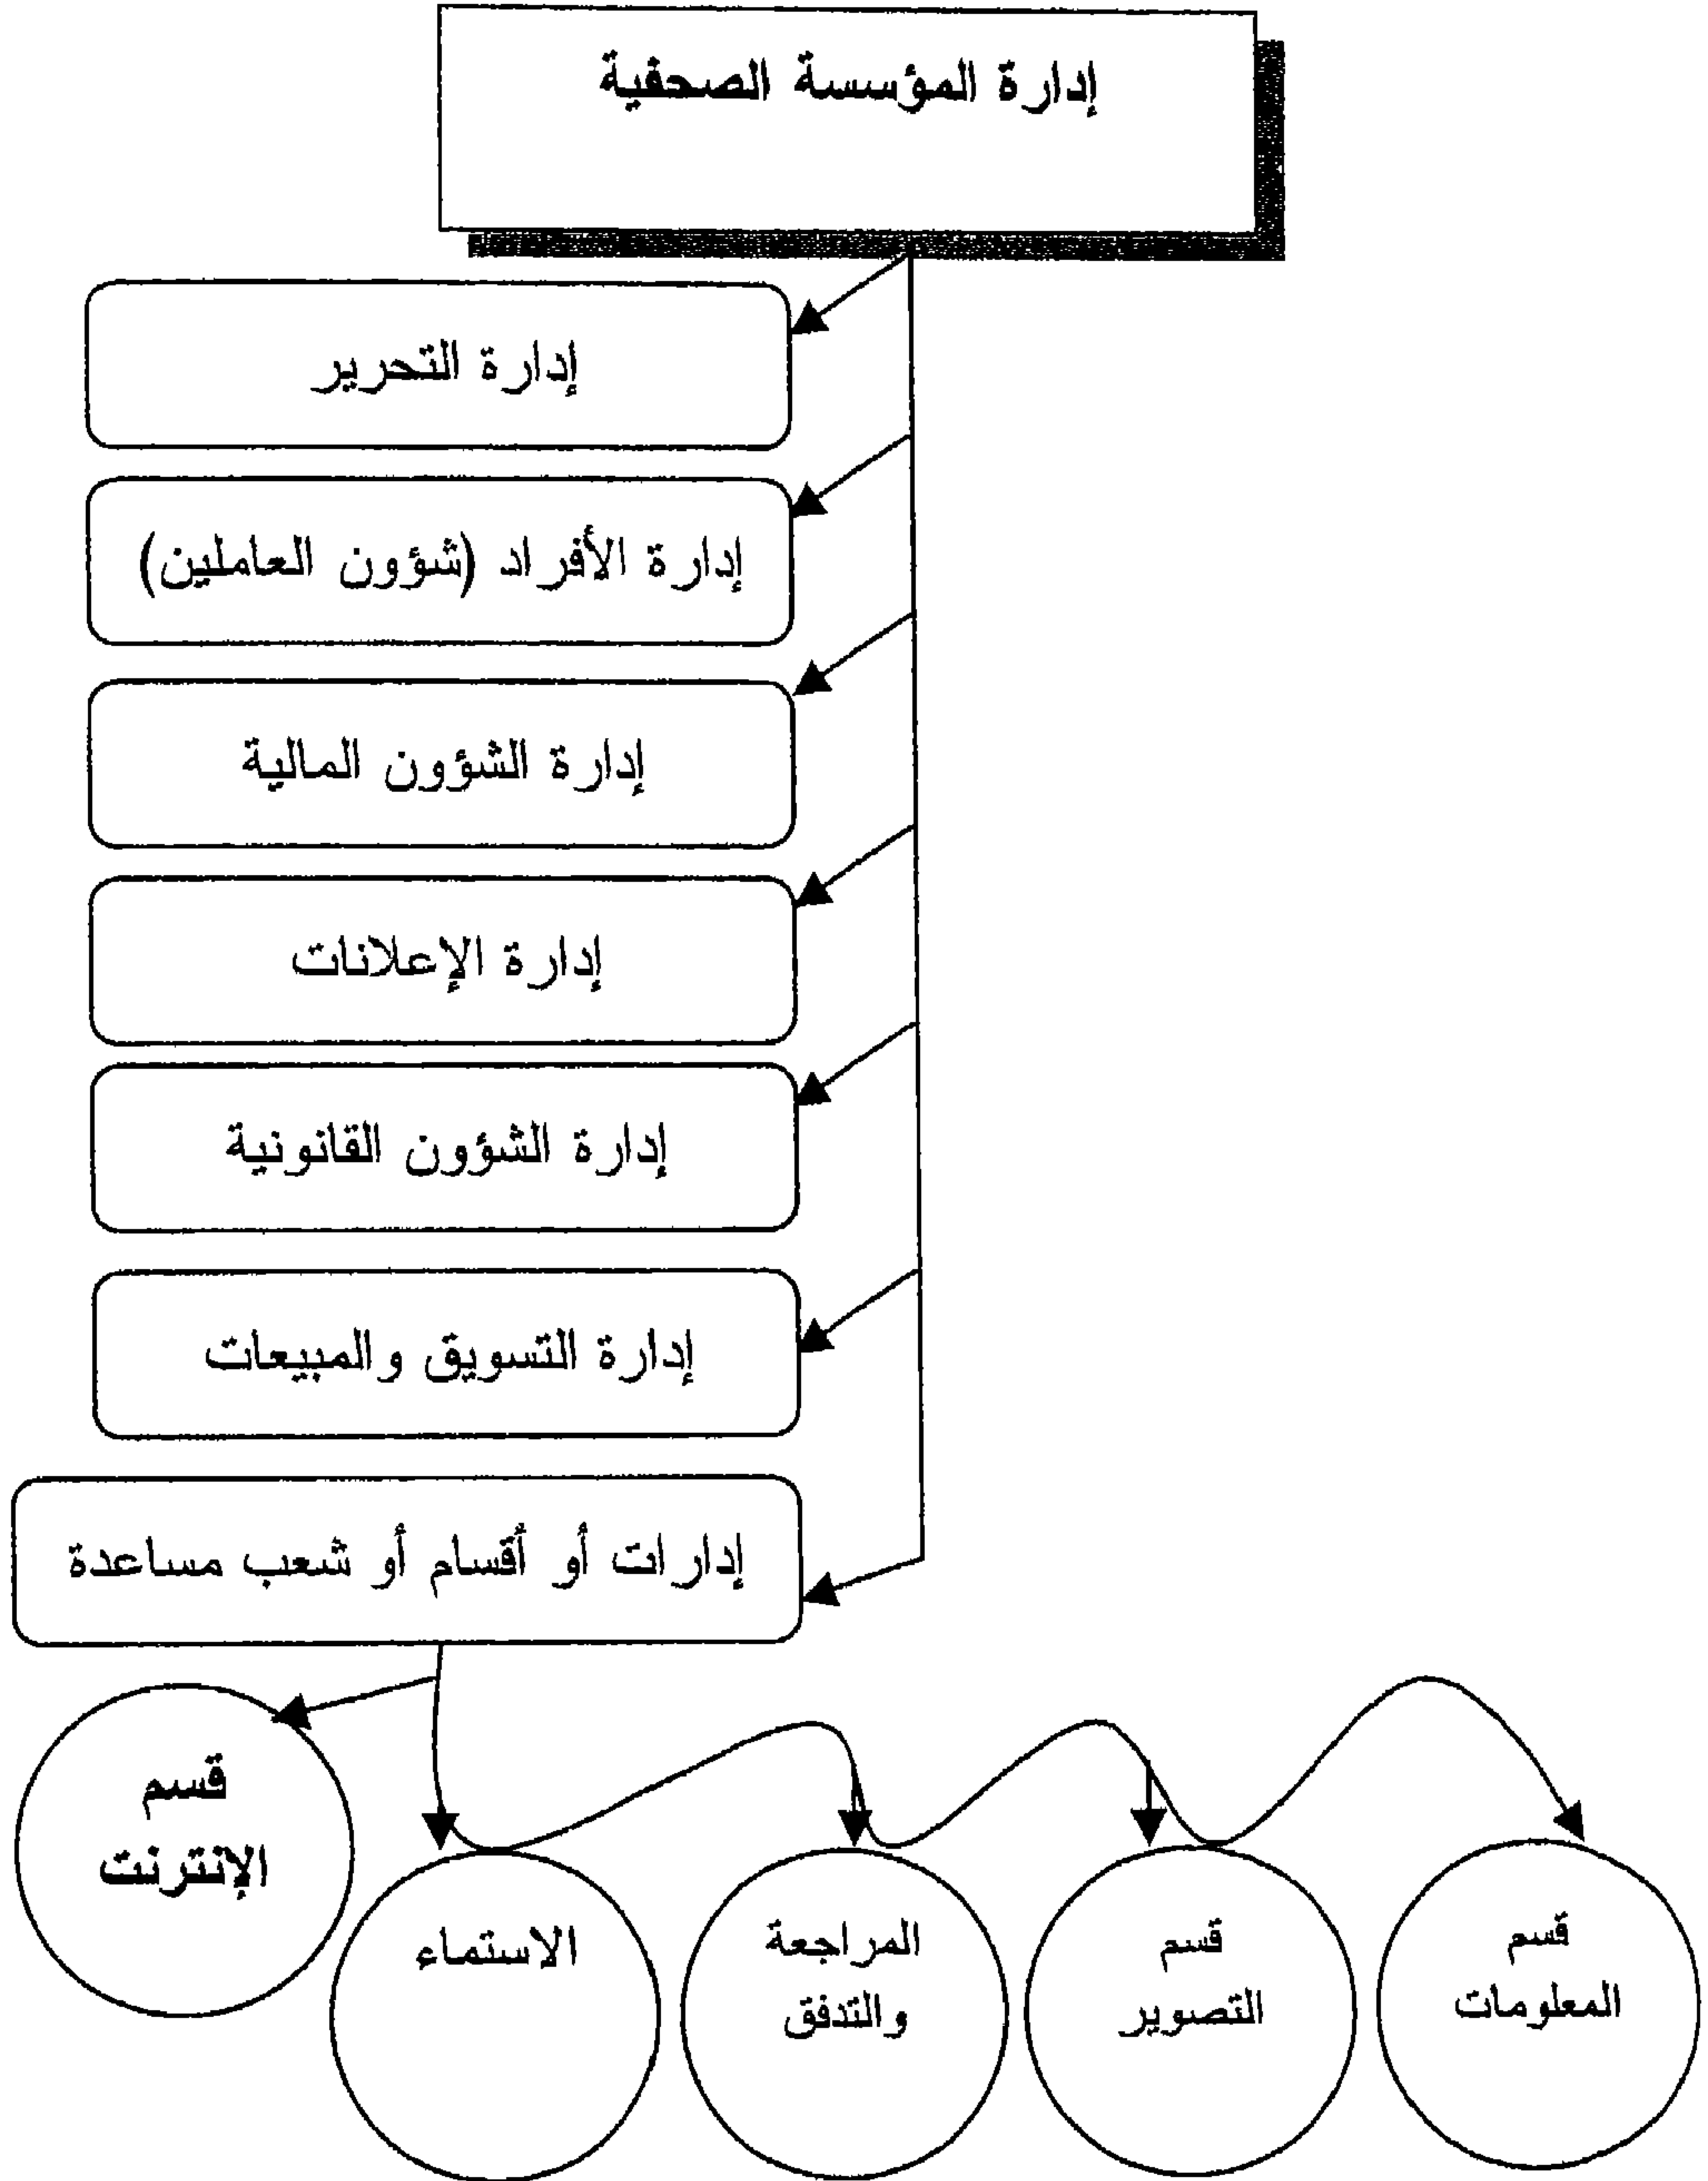 إدارة المؤسسة الصحفية
إدارة التحرير
إدارة الأفراد (شؤون العاملين)
إدارة الشؤون المالية
إدارة الإعلانات
إدارة الشؤون القانونية
إدارة التسويق والمبيعات
إدارات أو أقسام أو شعب مساعدة
قسم
الإنترنت
الاستماء
المراجعة
والتدفق
قسم
التصوير
قسم
المعلومات